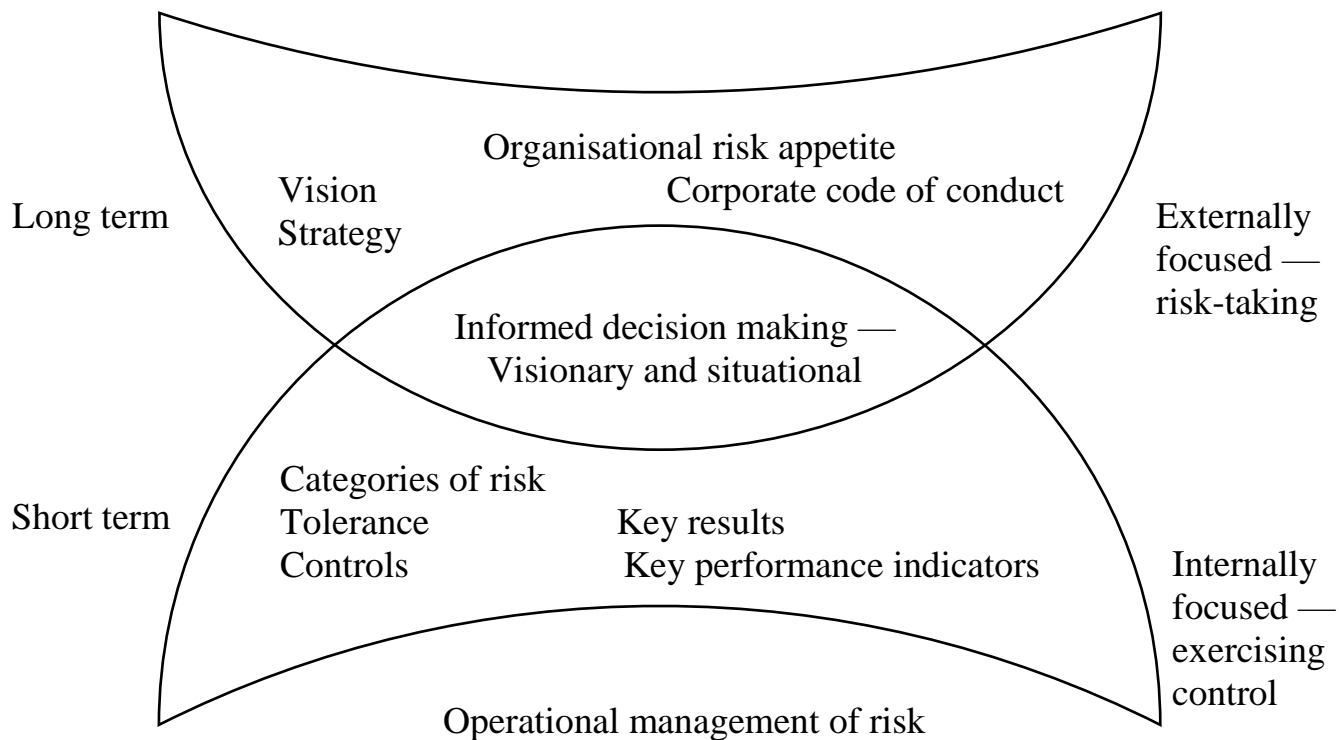 Organisational risk appetite
Vision
Corporate code of conduct
Strategy
Long term
Externally
focused —
risk-taking
Informed decision making —
Visionary and situational
Categories of risk
Tolerance
Controls
Short term
Key results
Key performance indicators
Internally
focused —
exercising
control
Operational management of risk